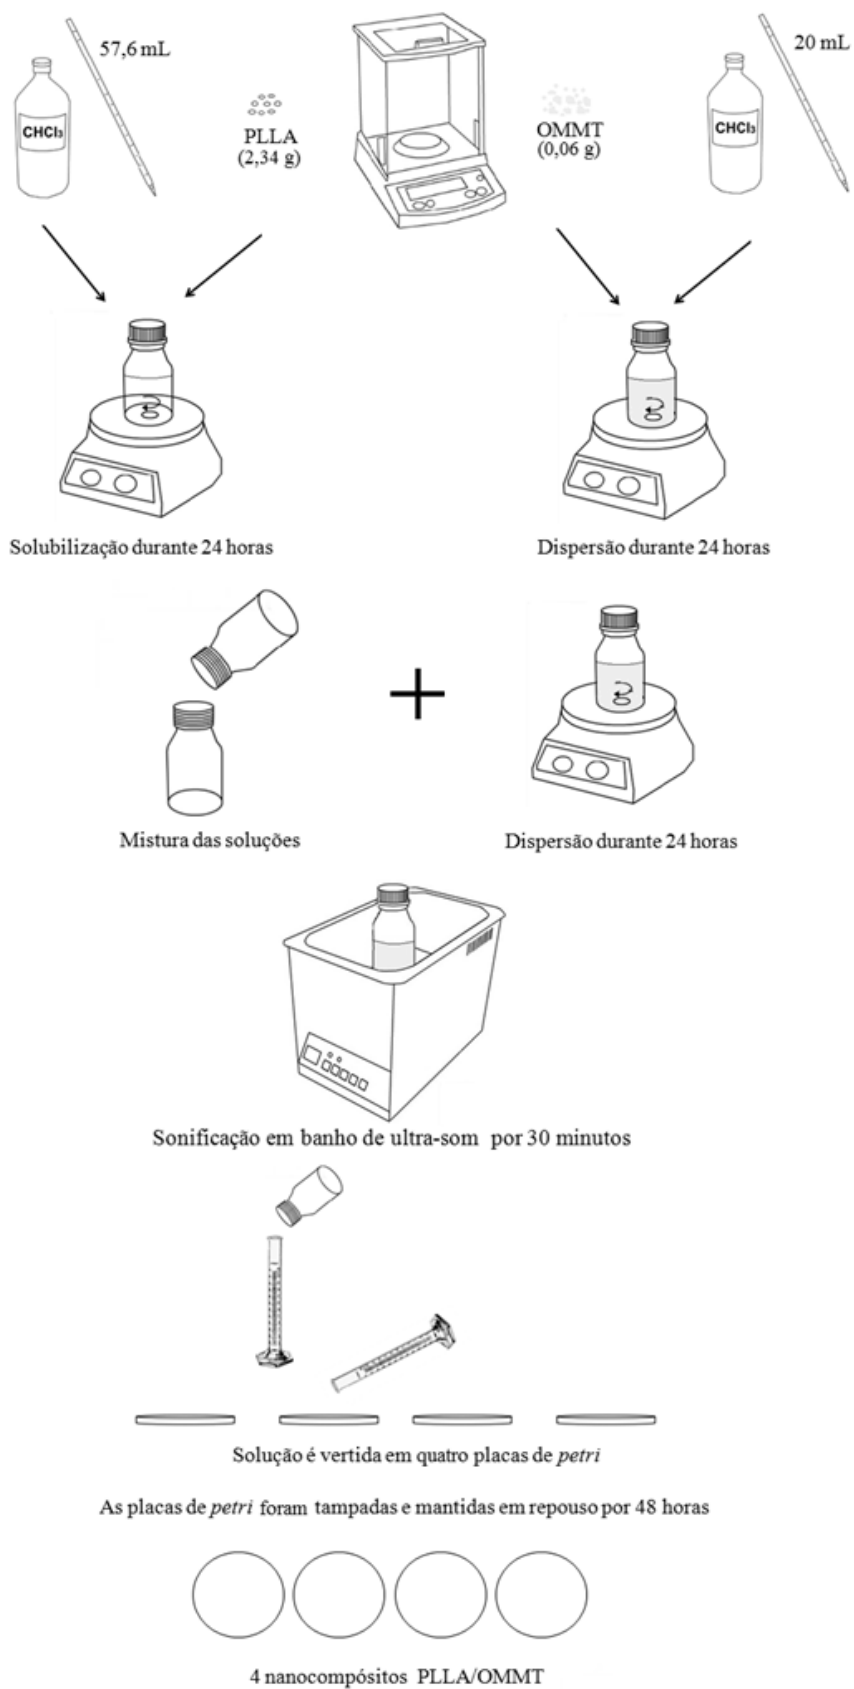 57,6 mL
20 mL
CHCl3
PLLA
(2,34 g)
OMMT
(0,06 g)
CHCl3
Solubilização durante 24 horas
Dispersão durante 24 horas
+
Mistura das soluções
Dispersão durante 24 horas
Sonificação em banho de ultra-som por 30 minutos
Solução é vertida em quatro placas de petri
As placas de petri foram tampadas e mantidas em repouso por 48 horas
4 nanocompósitos PLLA/OMMT